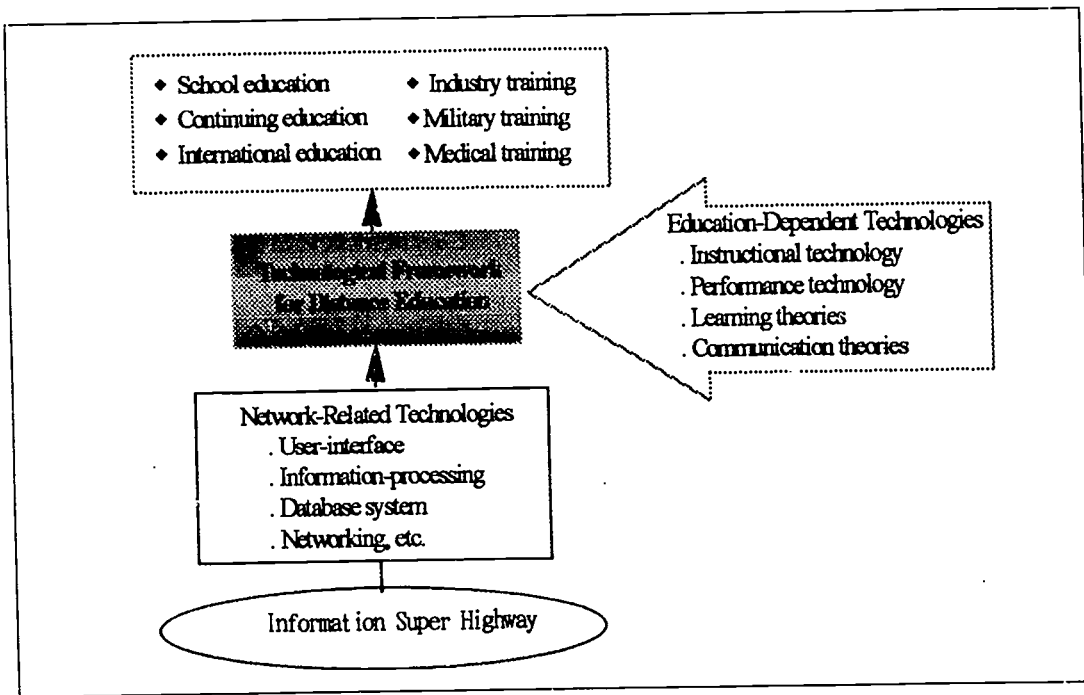 ◆ School education
◆ Continuing education
◆ International education
◆ Industry training
◆ Military training
◆ Medical training
Technological Framework
for Distance Education
Education-Dependent Technologies
. Instructional technology
. Performance technology
. Learning theories
. Communication theories
Network-Related Technologies
. User-interface
. Information-processing
. Database system
. Networking, etc.
Information Super Highway